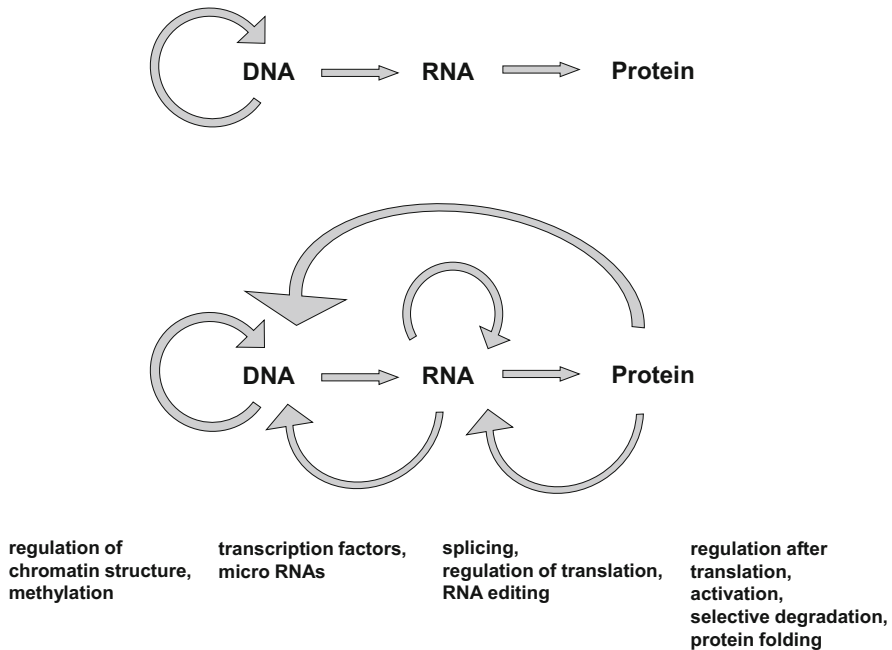 DNA RNA Protein
DNA RNA Protein
regulation of
chromatin structure,
methylation
transcription factors,
micro RNAs
splicing,
regulation of translation,
RNA editing
regulation after
translation,
activation,
selective degradation,
protein folding